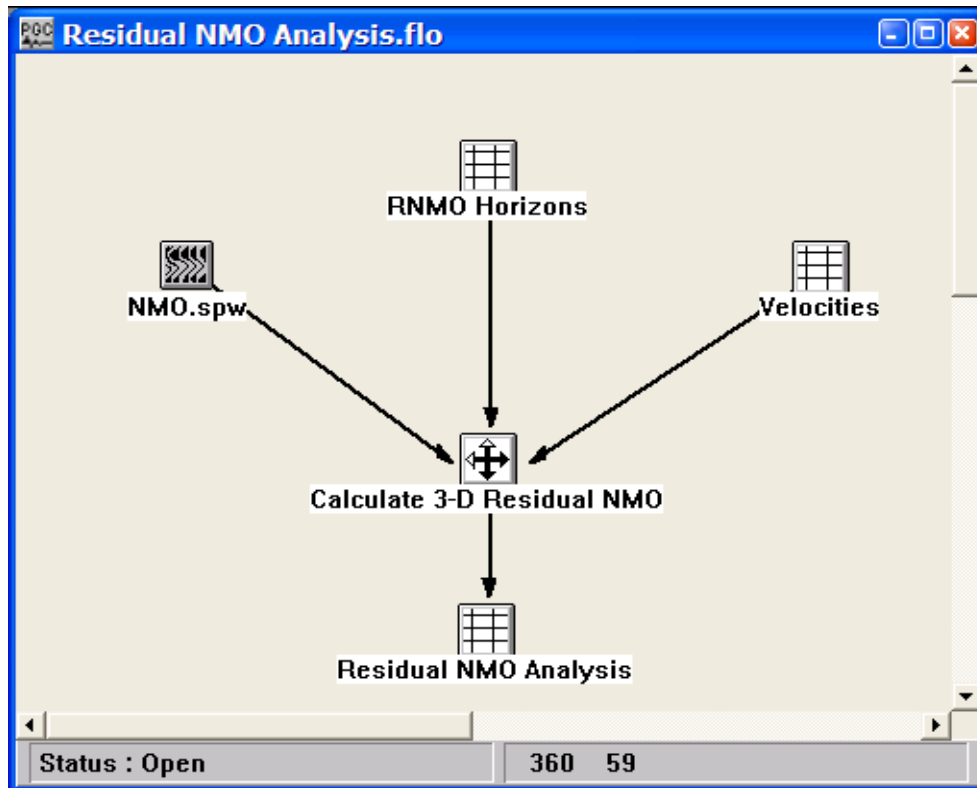 Residual NMO Analysis.flo
RNMO Horizons
NMO.spw
Velocities
Calculate 3-D Residual NMO
Residual NMO Analysis
Status : Open
360 59